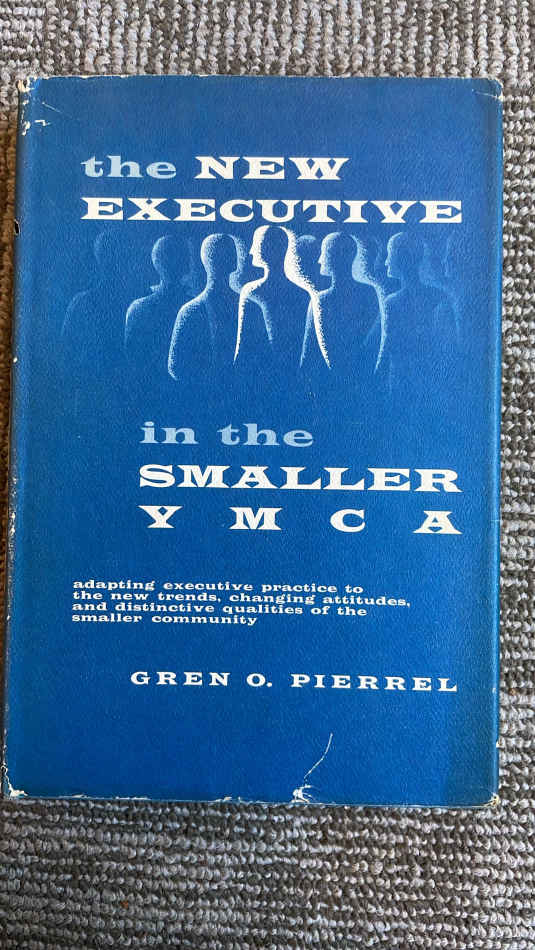 the NEW
EXECUTIVE
in the
SMALLER
YMCA
adapting executive practice to
the new trends, changing attitudes,
and distinctive qualities of the
smaller community
GREN O. PIERREL